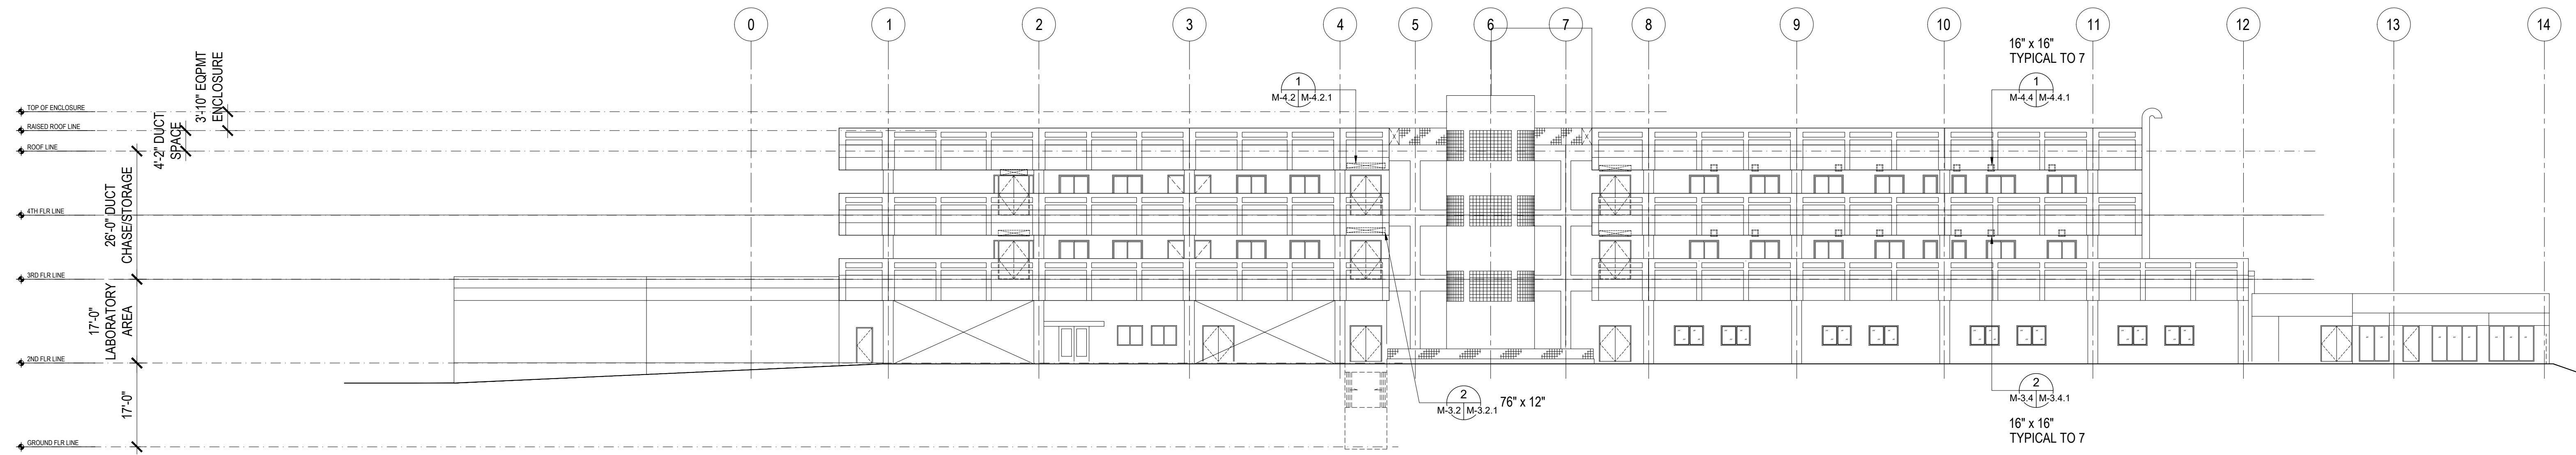 0 1 2 3 4 5 6 7 8 9 10 11 12 13 14
16" x 16"
TYPICAL TO 7
1
M-4.2 M-4.2.1
1
M-4.4 M-4.4.1
TOP OF ENCLOSURE
RAISED ROOF LINE
ROOF LINE
4TH FLR LINE
3RD FLR LINE
2ND FLR LINE
GROUND FLR LINE
3'-10" EQPMT
ENCLOSURE
4'-2" DUCT
SPACE
26'-0" DUCT
CHASE/STORAGE
17'-0"
LABORATORY
AREA
17'-0"
2
M-3.2 M-3.2.1
76" x 12"
2
M-3.4 M-3.4.1
16" x 16"
TYPICAL TO 7